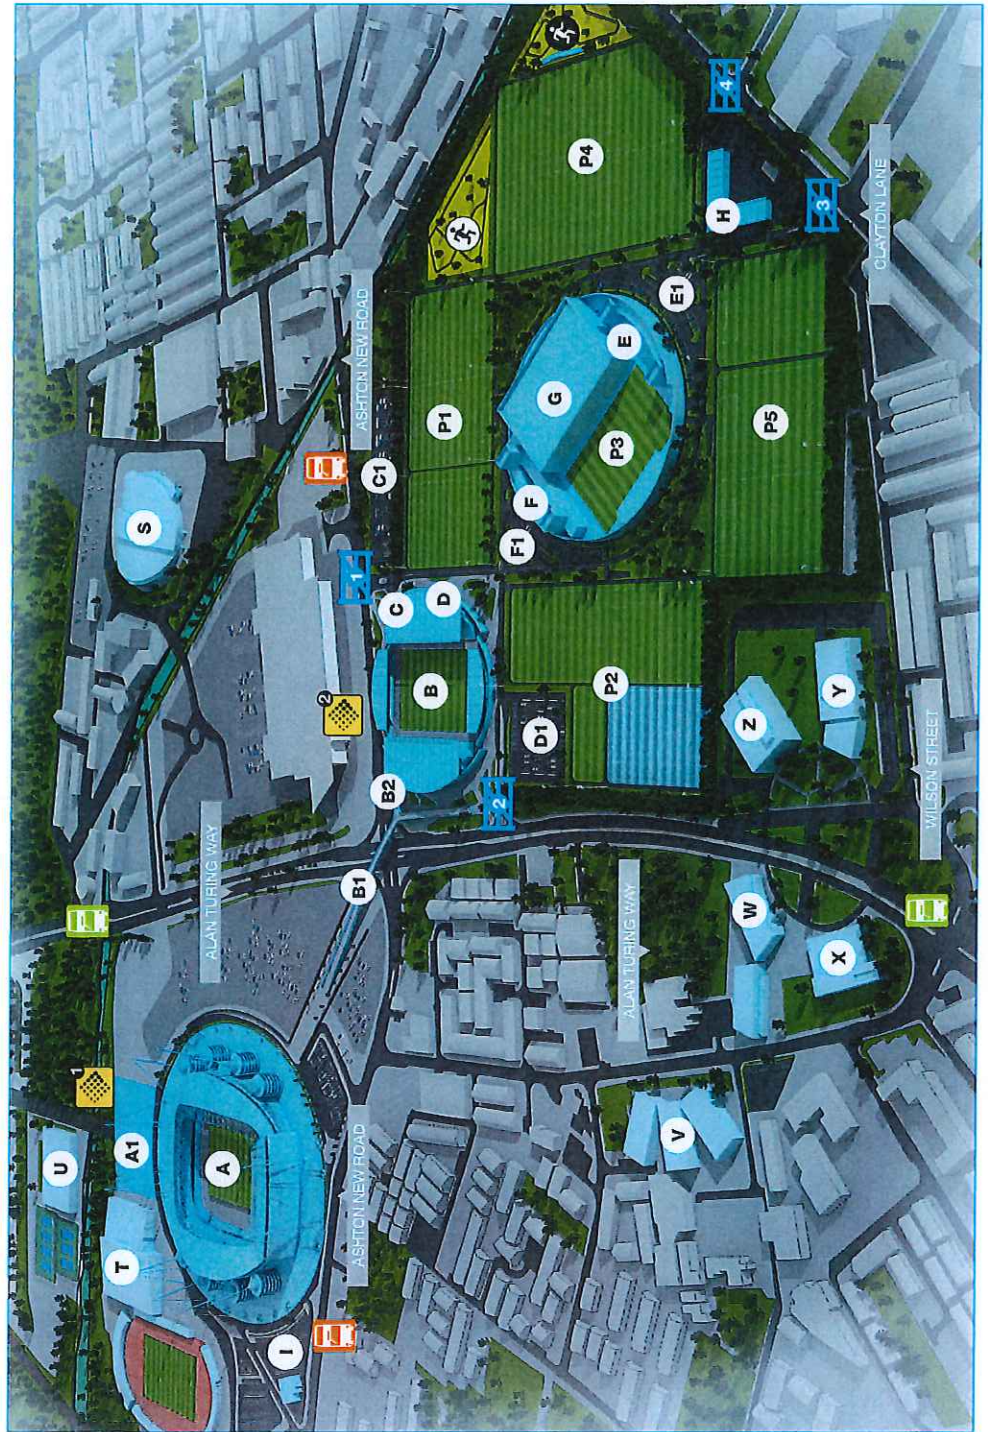 U
1
A1
T
A
I
ALAN TURING WAY
ASHTON NEW ROAD
S
2
B1
B2
B
C
D
1
C1
ASHTON NEW ROAD
2
D1
P1
F1
F
G
E
P3
E1
P2
P4
4
H
3
P5
ALAN TURING WAY
V
W
X
Z
Y
WILSON STREET
CLAYTON LANE